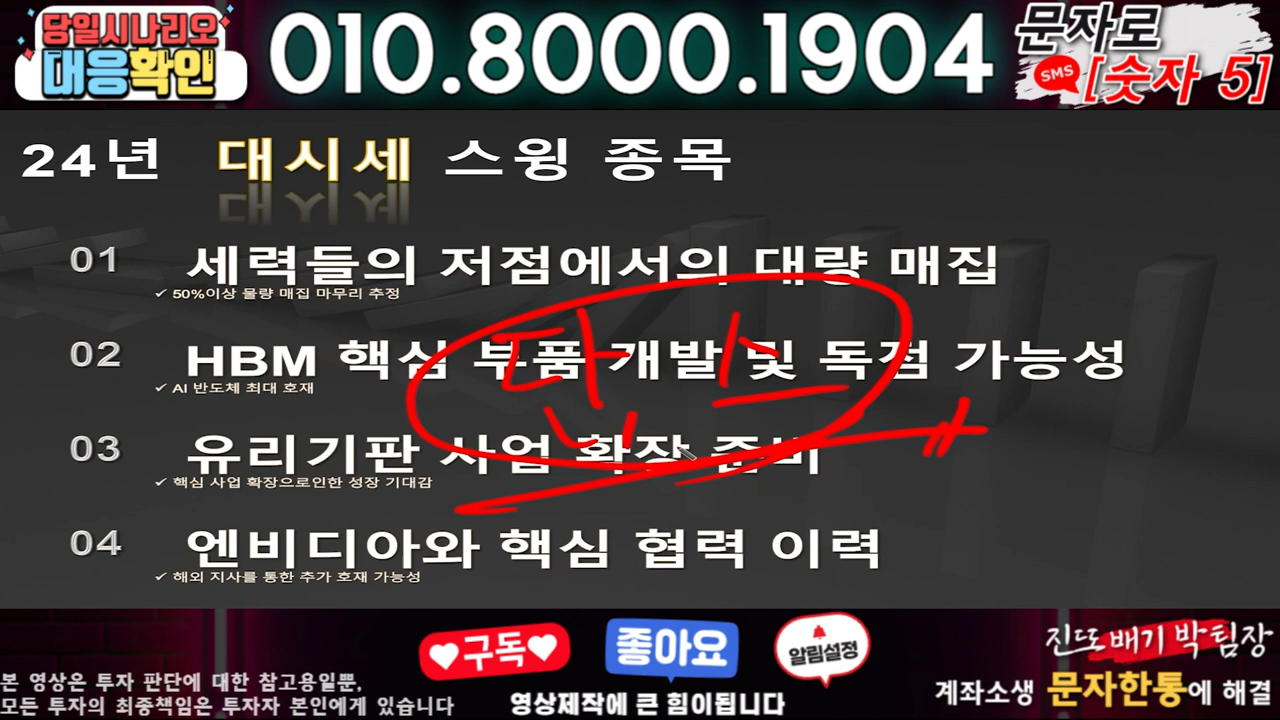 당일시나리오
대응확인
010.8000.1904
문자로
SMS [숫자 5]
24년 대시세 스윙 종목
01 세력들의 저점에서의 대량 매집
✓ 50%이상 물량 매집 마무리 추정
02 HBM 핵심 부품 개발 및 독점 가능성
✓ AI 반도체 최대 호재
단 스
03 유리기판 사업 확장 준비
✓ 핵심 사업 확장으로인한 성장 기대감
04 엔비디아와 핵심 협력 이력
✓ 해외 지사를 통한 추가 호재 가능성
구독
좋아요
알림설정
영상제작에 큰 힘이됩니다
본 영상은 투자 판단에 대한 참고용일뿐,
모든 투자의 최종책임은 투자자 본인에게 있습니다
진또배기 박팀장
계좌소생 문자한통에 해결